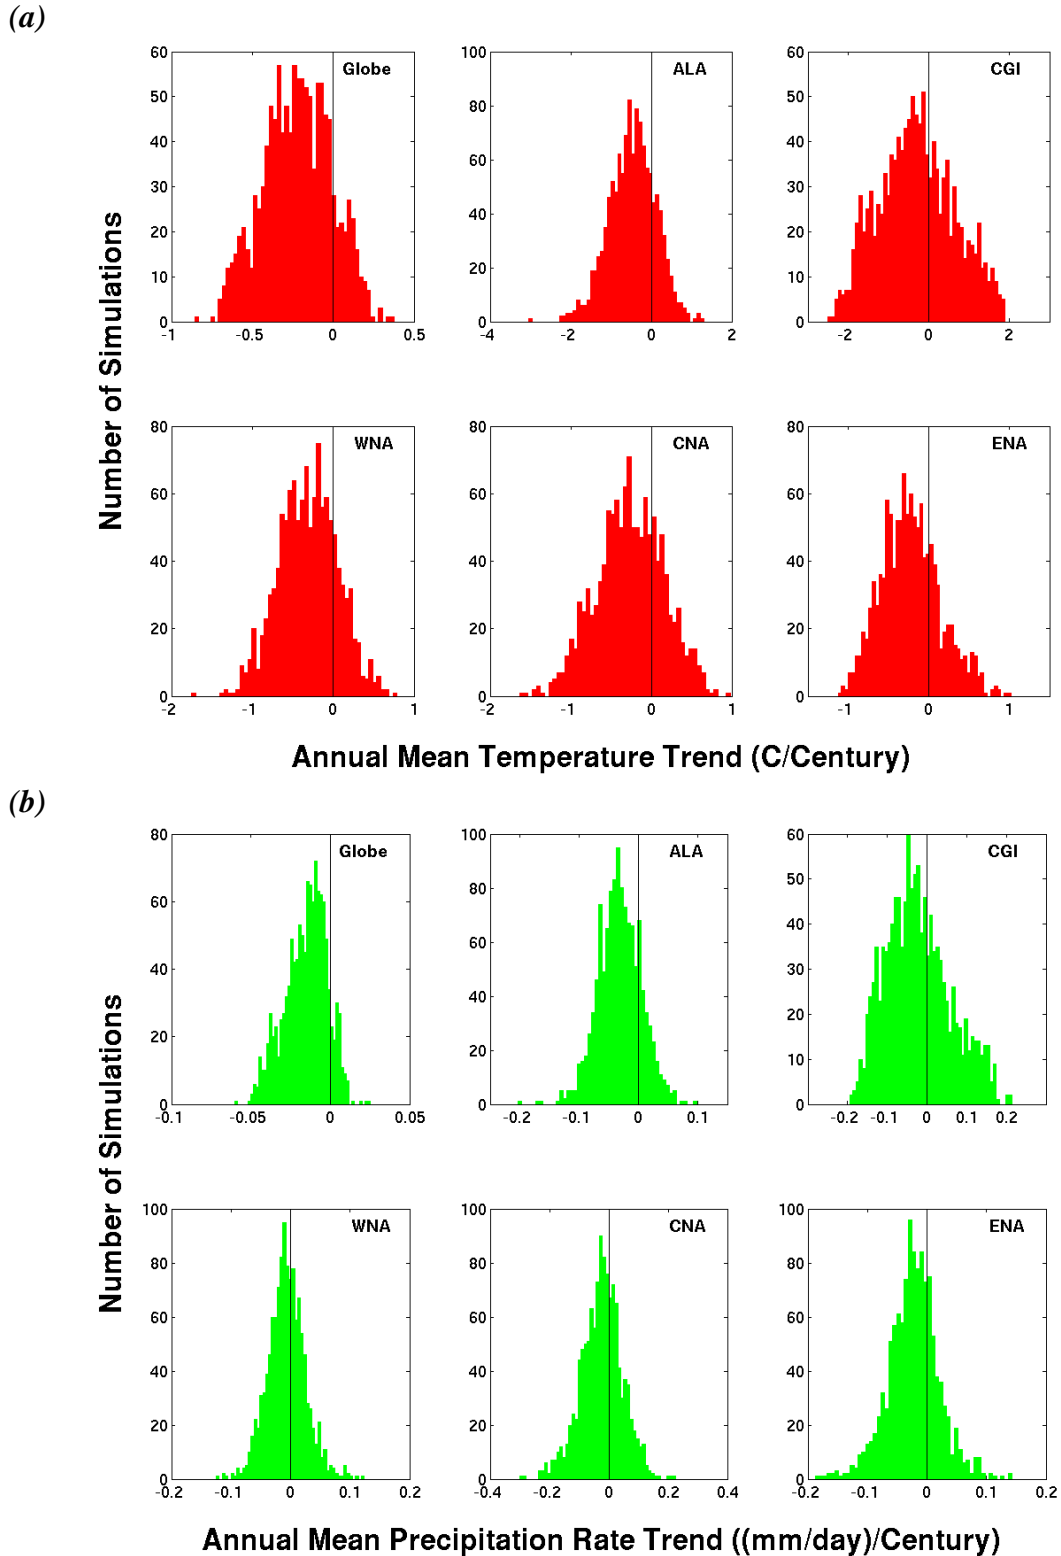 (a)
Globe ALA CGI
60 50 40 30 20 10 0
-1 -0.5 0 0.5
100 80 60 40 20 0
-4 -2 0 2
60 50 40 30 20 10 0
-2 0 2
WNA CNA ENA
80 60 40 20 0
-2 -1 0 1
80 60 40 20 0
-2 -1 0 1
80 60 40 20 0
-1 0 1
Number of Simulations
Annual Mean Temperature Trend (C/Century)
(b)
Globe ALA CGI
80 60 40 20 0
-0.1 -0.05 0 0.05
100 80 60 40 20 0
-0.2 -0.1 0 0.1
60 50 40 30 20 10 0
-0.2 -0.1 0 0.1 0.2
WNA CNA ENA
100 80 60 40 20 0
-0.2 -0.1 0 0.1 0.2
100 80 60 40 20 0
-0.4 -0.2 0 0.2 0.4
100 80 60 40 20 0
-0.2 -0.1 0 0.1 0.2
Number of Simulations
Annual Mean Precipitation Rate Trend ((mm/day)/Century)